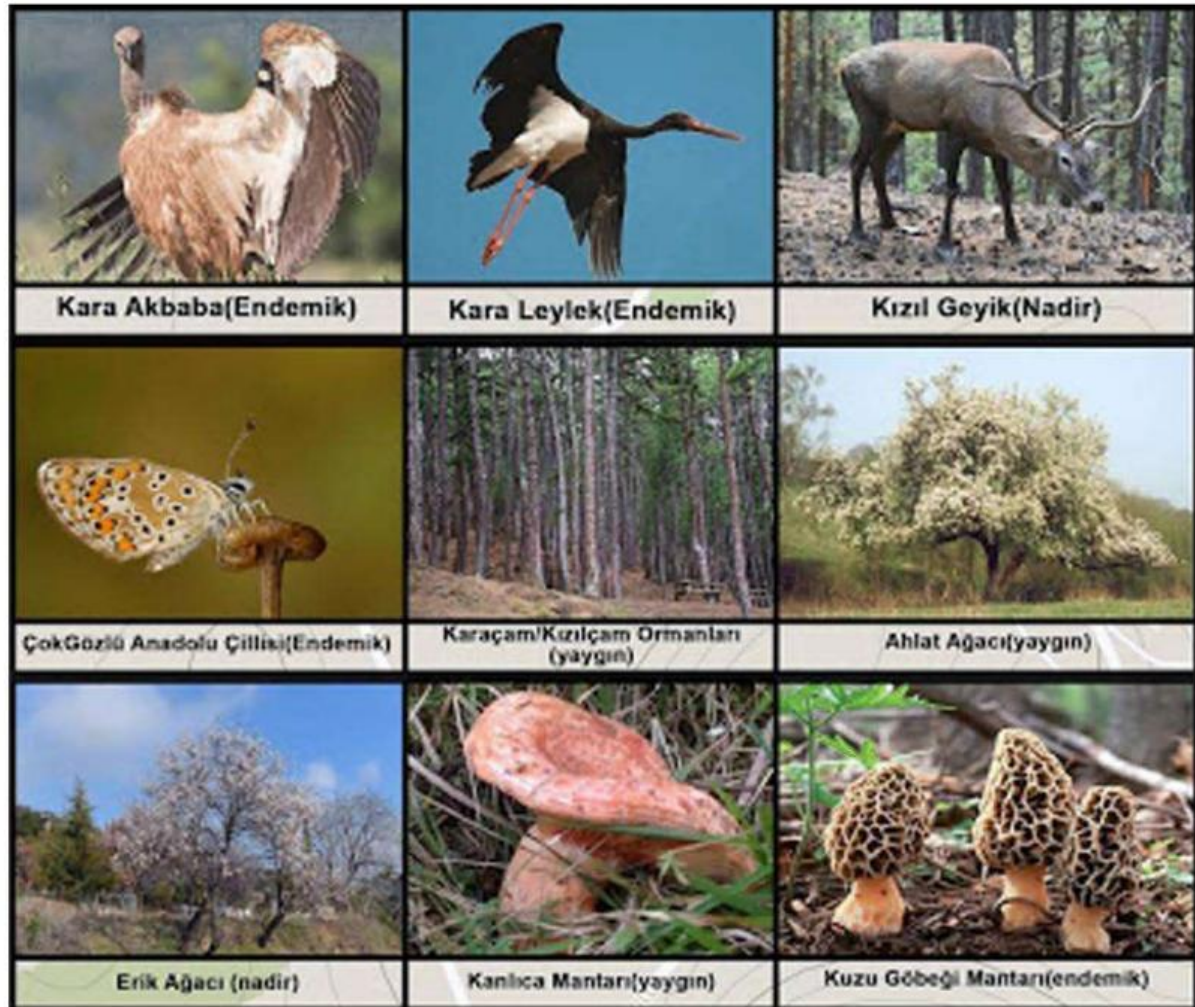 Kara Akbaba(Endemik)
Kara Leylek(Endemik)
Kızıl Geyik(Nadir)
ÇokGözlü Anadolu Çillisi(Endemik)
Karaçam/Kızılçam Ormanları
(yaygın)
Ahlat Ağacı(yaygın)
Erik Ağacı (nadir)
Kanlıca Mantarı(yaygın)
Kuzu Göbeği Mantarı(endemik)